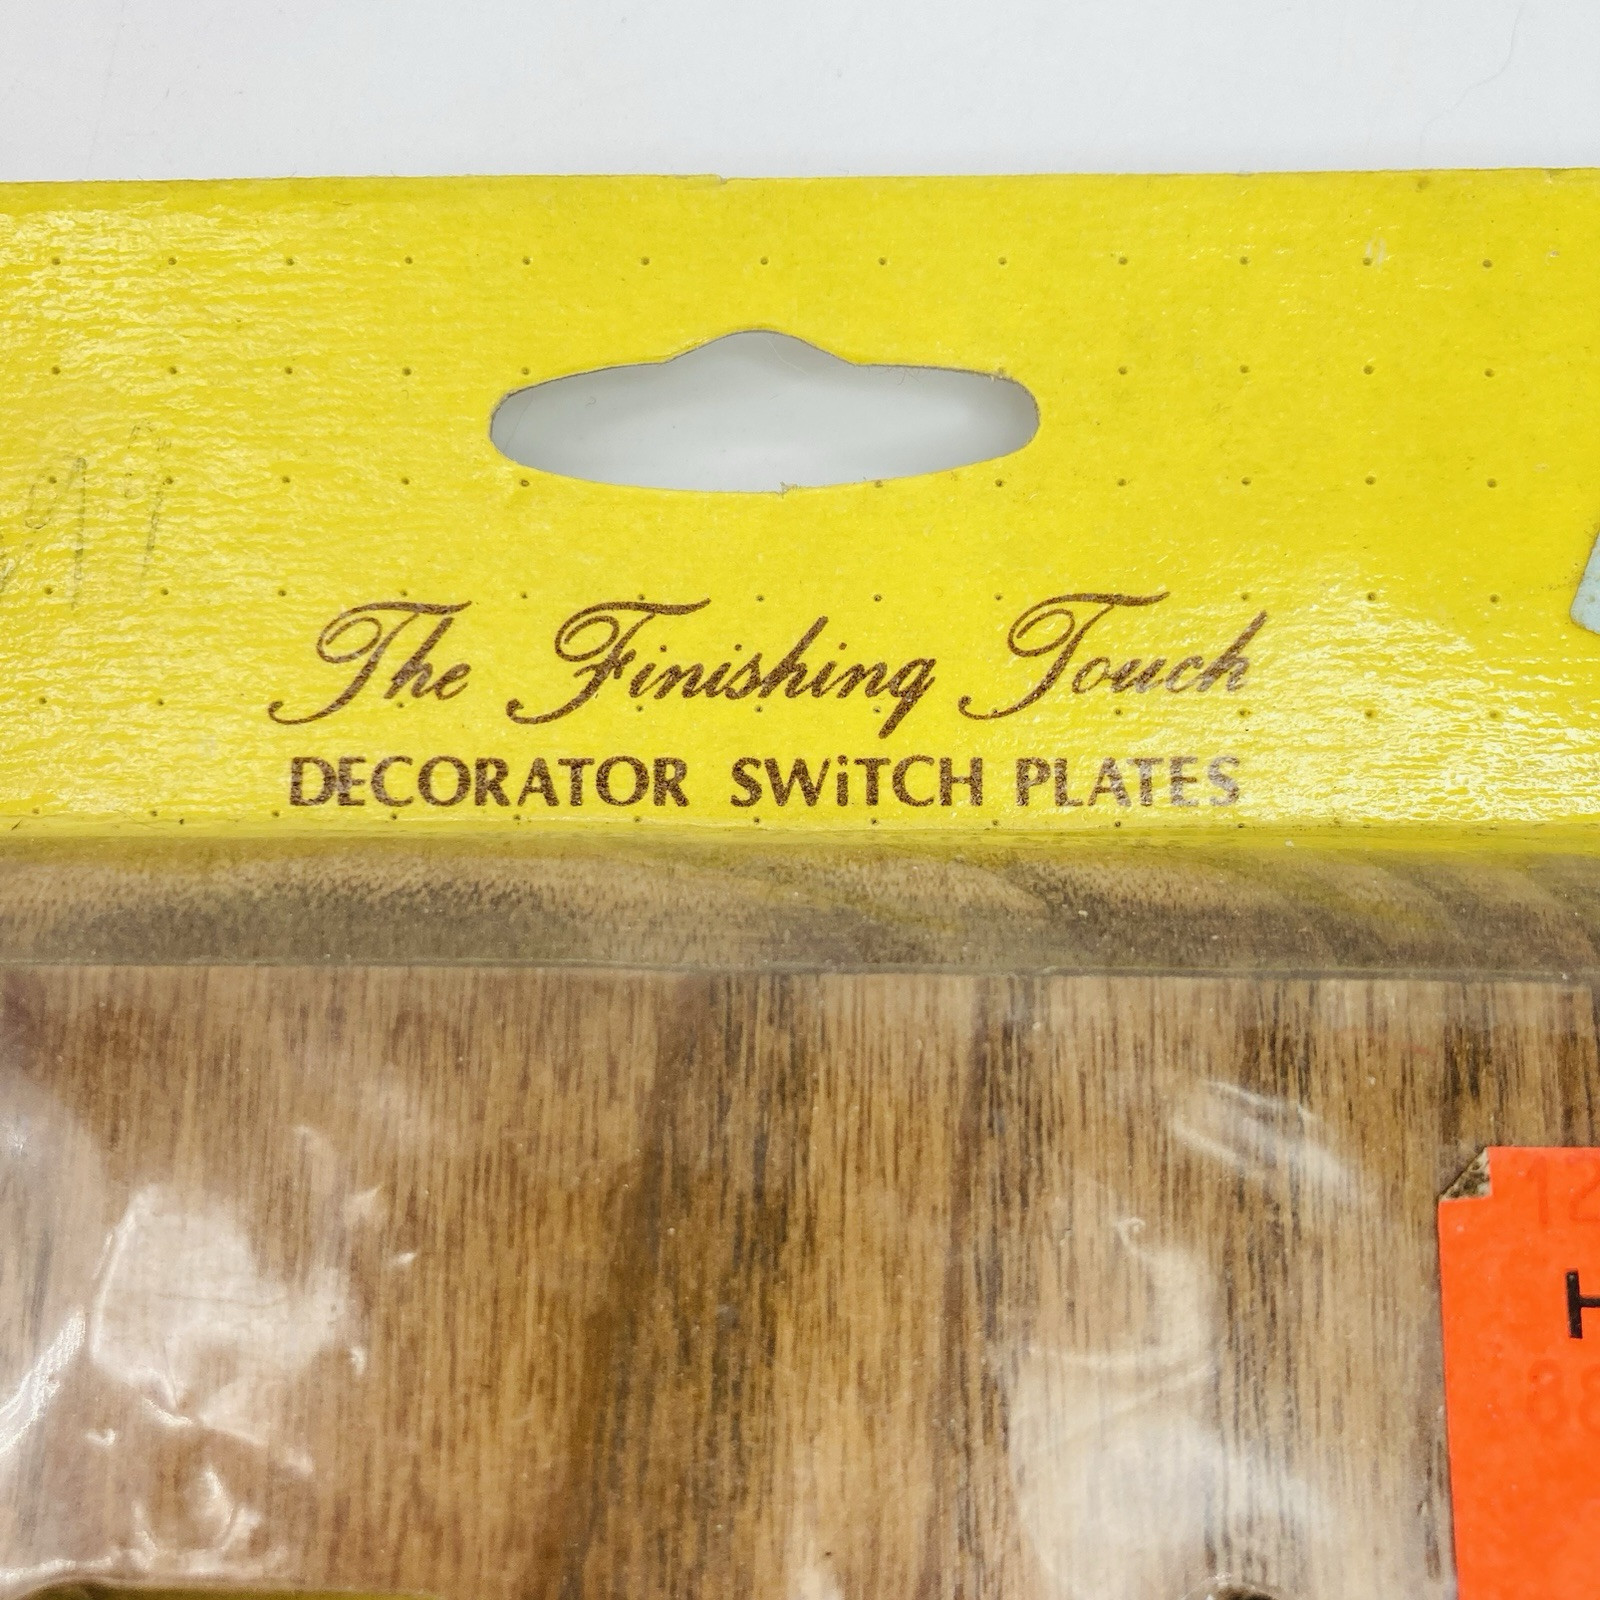 The Finishing Touch
DECORATOR SWiTCH PLATES